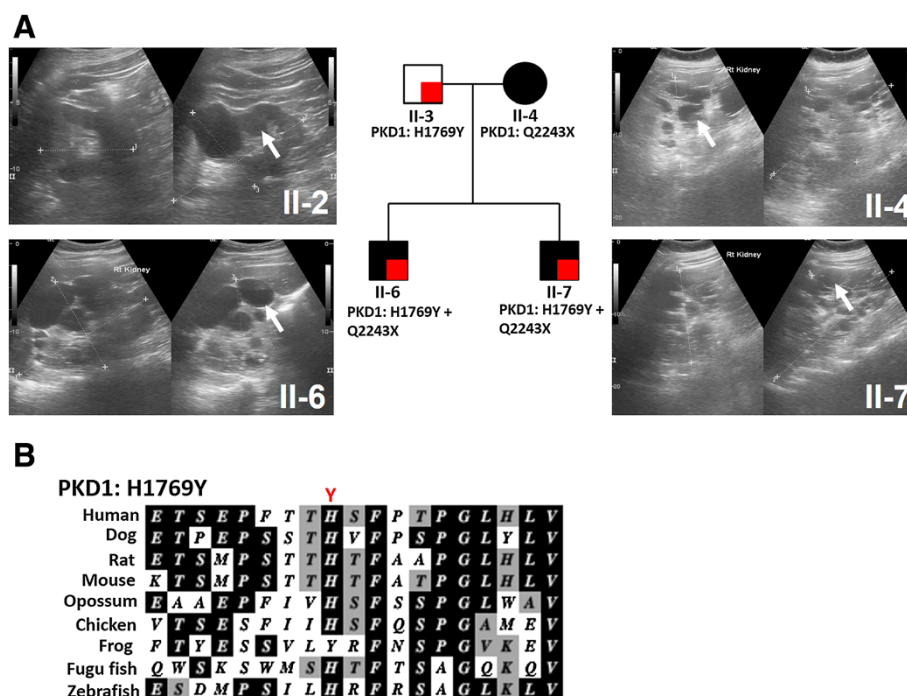 A
II-2
II-3
PKD1: H1769Y
II-4
PKD1: Q2243X
Rt Kidney
II-4
Rt Kidney
II-6
II-6
PKD1: H1769Y +
Q2243X
II-7
PKD1: H1769Y +
Q2243X
Rt Kidney
II-7
B
PKD1: H1769Y
Y
Human E T S E P F T T H S F P T P G L H L V
Dog E T P E P S S T H V F P S P G L Y L V
Rat E T S M P S T T H T F A A P G L H L V
Mouse K T S M P S T T H T F A T P G L H L V
Opossum E A A E P F I V H S F S S P G L W A V
Chicken V T S E S F I I H S F Q S P G A M E V
Frog F T Y E S S V L Y R F N S P G V K E V
Fugu fish Q W S K S W M S H T F T S A G Q K Q V
Zebrafish E S D M P S I L H R F R S A G L K L V